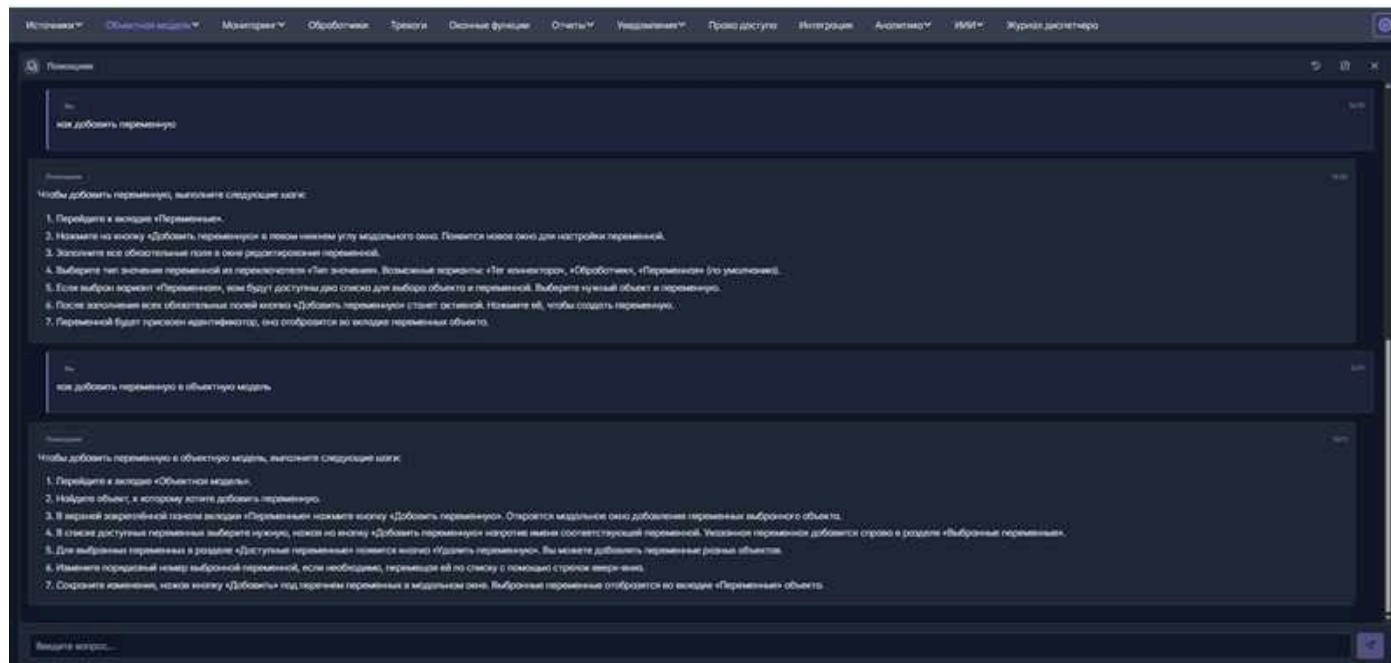 Источники Объектная модель Мониторинг Обработчики Тревоги Оконные функции Отчеты Уведомления Права доступа Интеграция Аналитика ИИИ Журнал диспетчера
Помощник
Вы
как добавить переменную
Помощник
Чтобы добавить переменную, выполните следующие шаги:
1. Перейдите к вкладке «Переменные».
2. Нажмите на кнопку «Добавить переменную» в левом нижнем углу модального окна. Появится новое окно для настройки переменной.
3. Заполните все обязательные поля в окне редактирования переменной.
4. Выберите тип значения переменной из переключателя «Тип значения». Возможные варианты: «Тег коннектора», «Обработчик», «Переменная» (по умолчанию).
5. Если выбран вариант «Переменная», вам будут доступны два списка для выбора объекта и переменной. Выберите нужный объект и переменную.
6. После заполнения всех обязательных полей кнопка «Добавить переменную» станет активной. Нажмите её, чтобы создать переменную.
7. Переменной будет присвоен идентификатор, она отобразится во вкладке переменных объекта.
Вы
как добавить переменную в объектную модель
Помощник
Чтобы добавить переменную в объектную модель, выполните следующие шаги:
1. Перейдите к вкладке «Объектная модель».
2. Найдите объект, к которому хотите добавить переменную.
3. В верхней закреплённой панели вкладки «Переменные» нажмите кнопку «Добавить переменную». Откроется модальное окно добавления переменных выбранного объекта.
4. В списке доступных переменных выберите нужную, нажав на кнопку «Добавить переменную» напротив имени соответствующей переменной. Указанная переменная добавится справа в разделе «Выбранные переменные».
5. Для выбранных переменных в разделе «Доступные переменные» появится кнопка «Удалить переменную». Вы можете добавлять переменные разных объектов.
6. Измените порядковый номер выбранной переменной, если необходимо, перемещая её по списку с помощью стрелок вверх-вниз.
7. Сохраните изменения, нажав кнопку «Добавить» под перечнем переменных в модальном окне. Выбранные переменные отобразятся во вкладке «Переменные» объекта.
Введите вопрос...